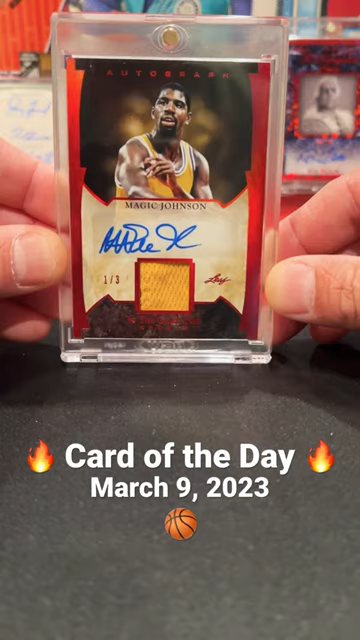 AUTOGRAPH
MAGIC JOHNSON
1/3
Leaf
🔥 Card of the Day 🔥
March 9, 2023
🏀